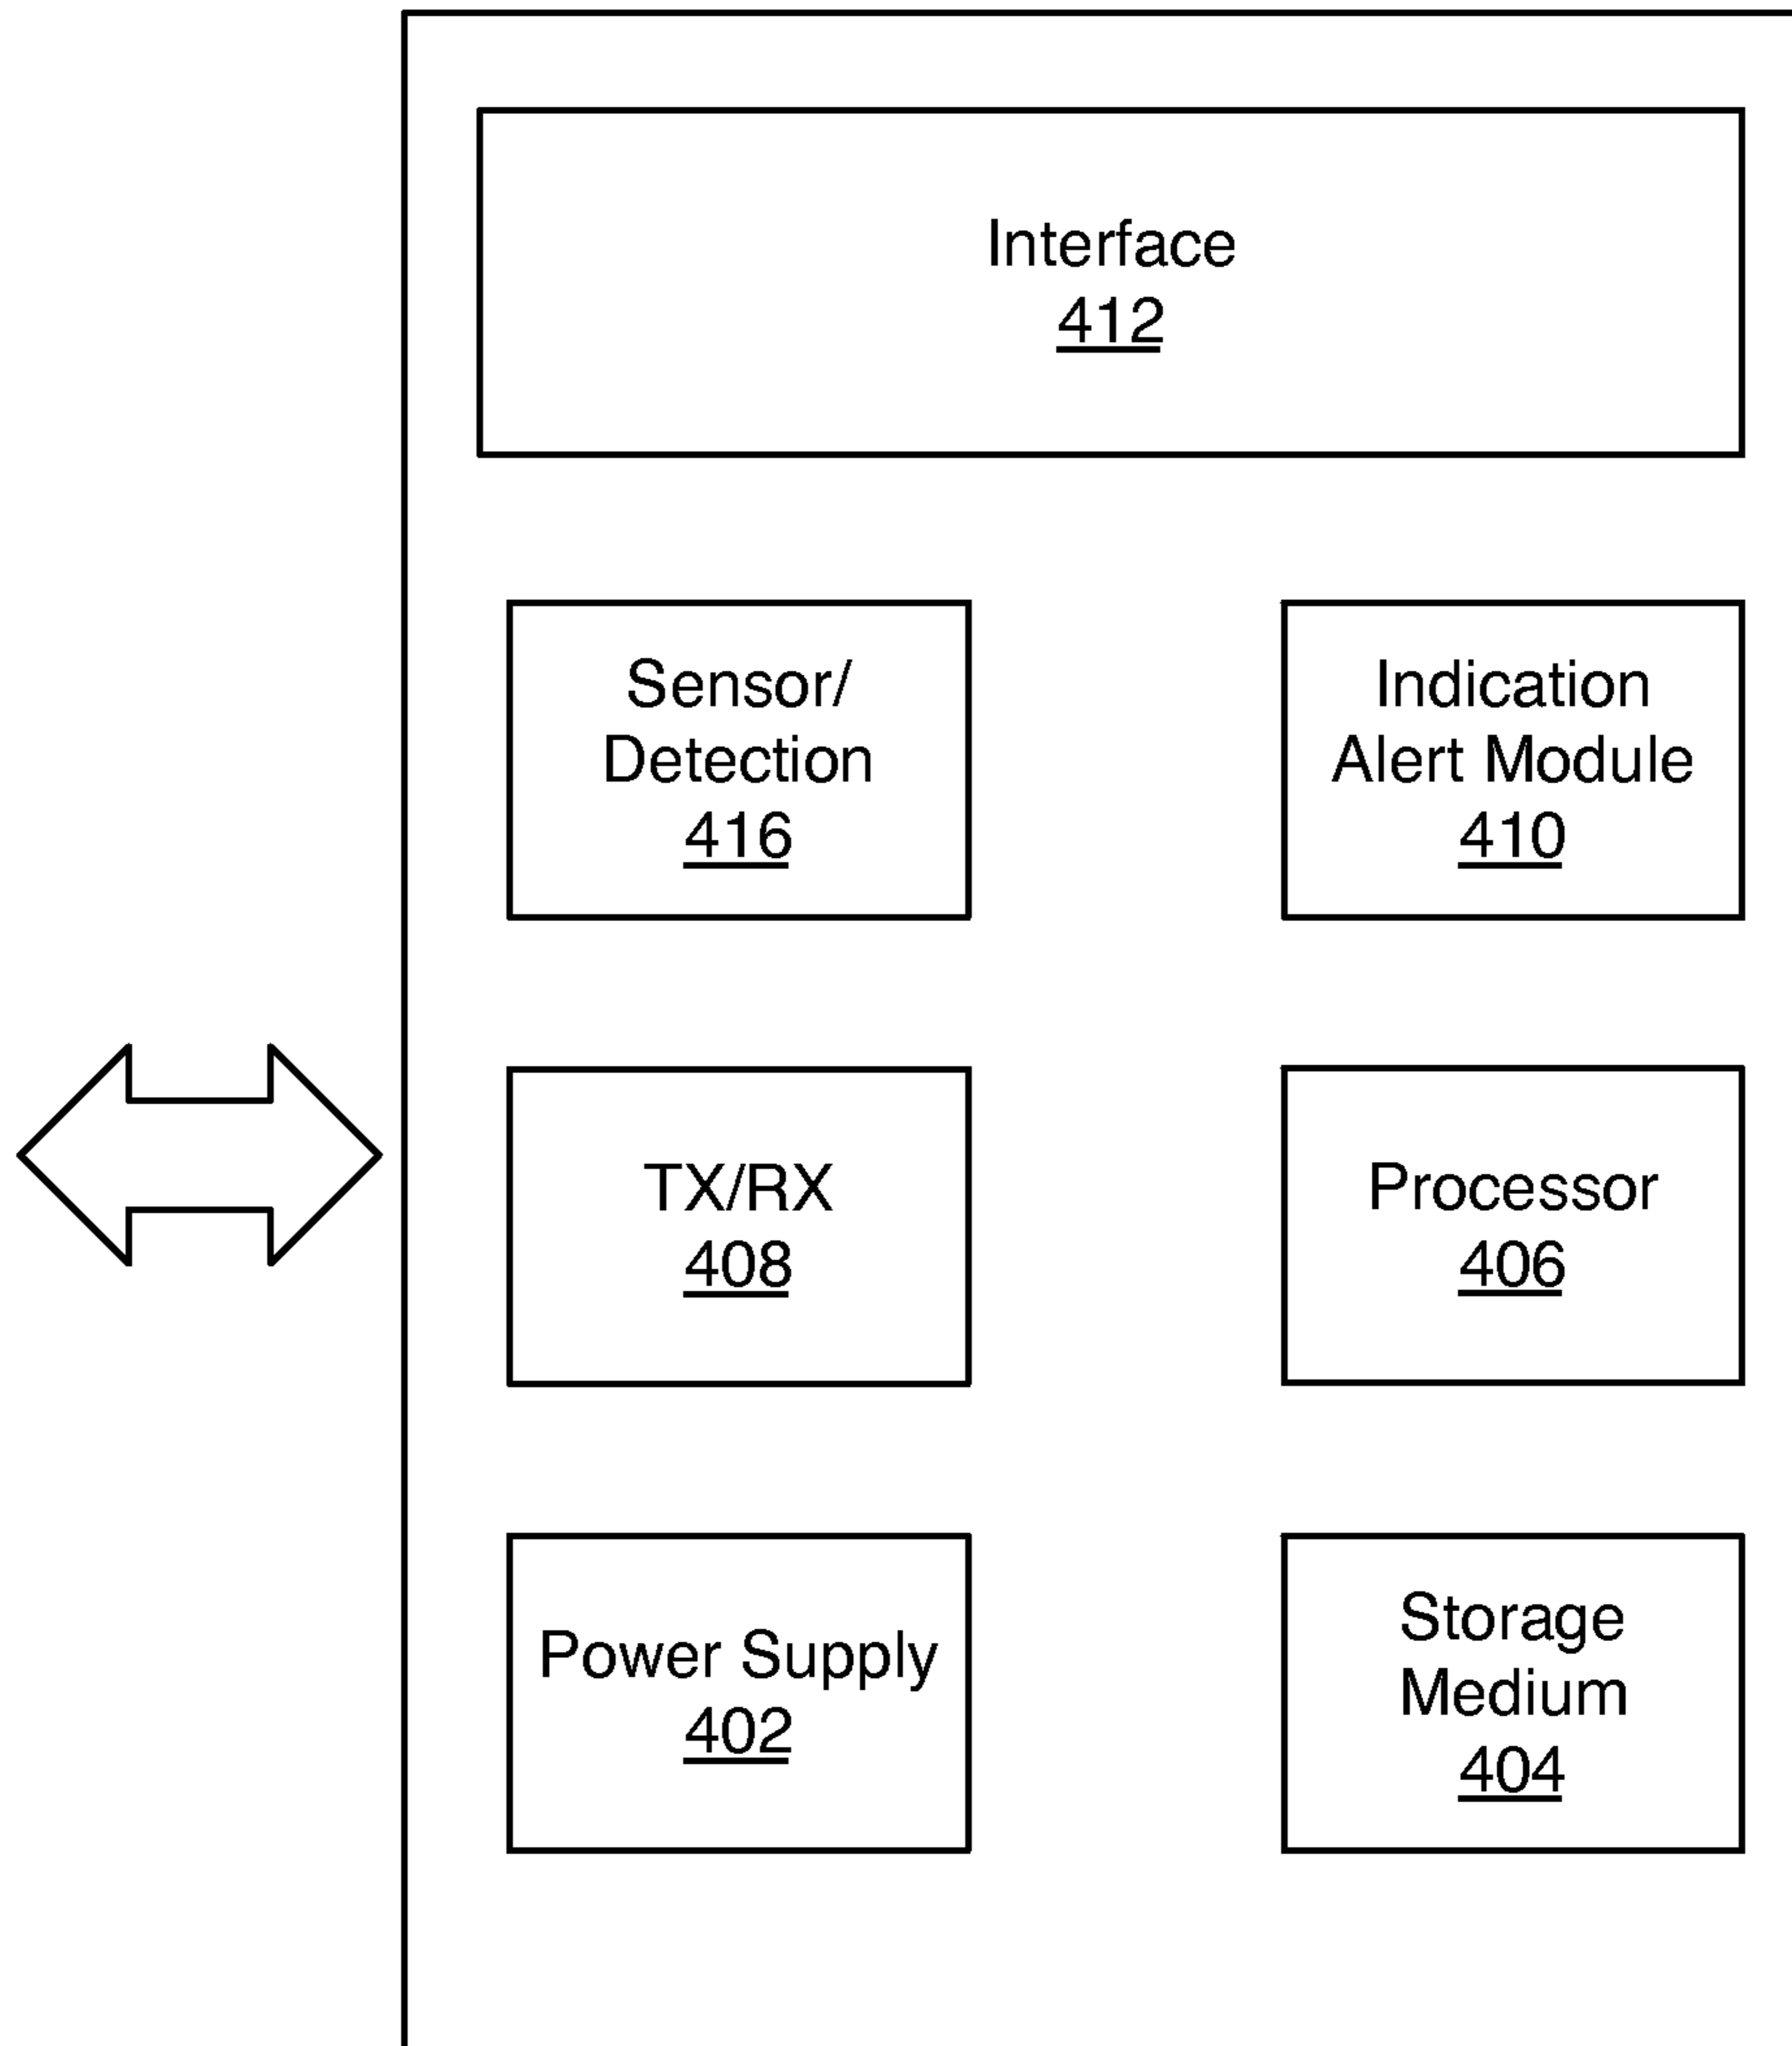 Interface
412
Sensor/
Detection
416
Indication
Alert Module
410
TX/RX
408
Processor
406
Power Supply
402
Storage
Medium
404